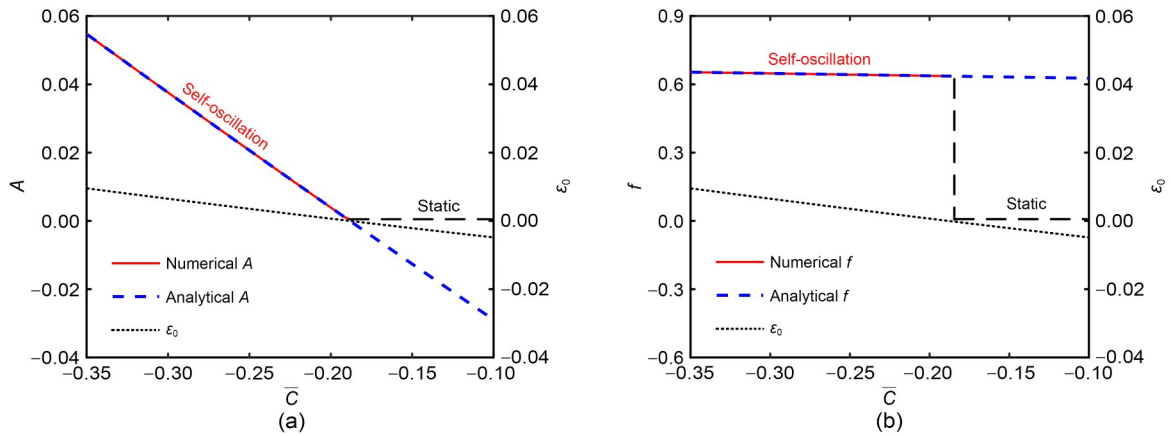 0.06
0.04
0.02
0.00
−0.02
−0.04
A
0.06
0.04
0.02
0.00
−0.02
−0.04
ε0
Self-oscillation
Static
Numerical A
Analytical A
ε0
−0.35 −0.30 −0.25 −0.20 −0.15 −0.10
C̅
(a)
0.9
0.6
0.3
0.0
−0.3
−0.6
f
0.06
0.04
0.02
0.00
−0.02
−0.04
ε0
Self-oscillation
Static
Numerical f
Analytical f
ε0
−0.35 −0.30 −0.25 −0.20 −0.15 −0.10
C̅
(b)